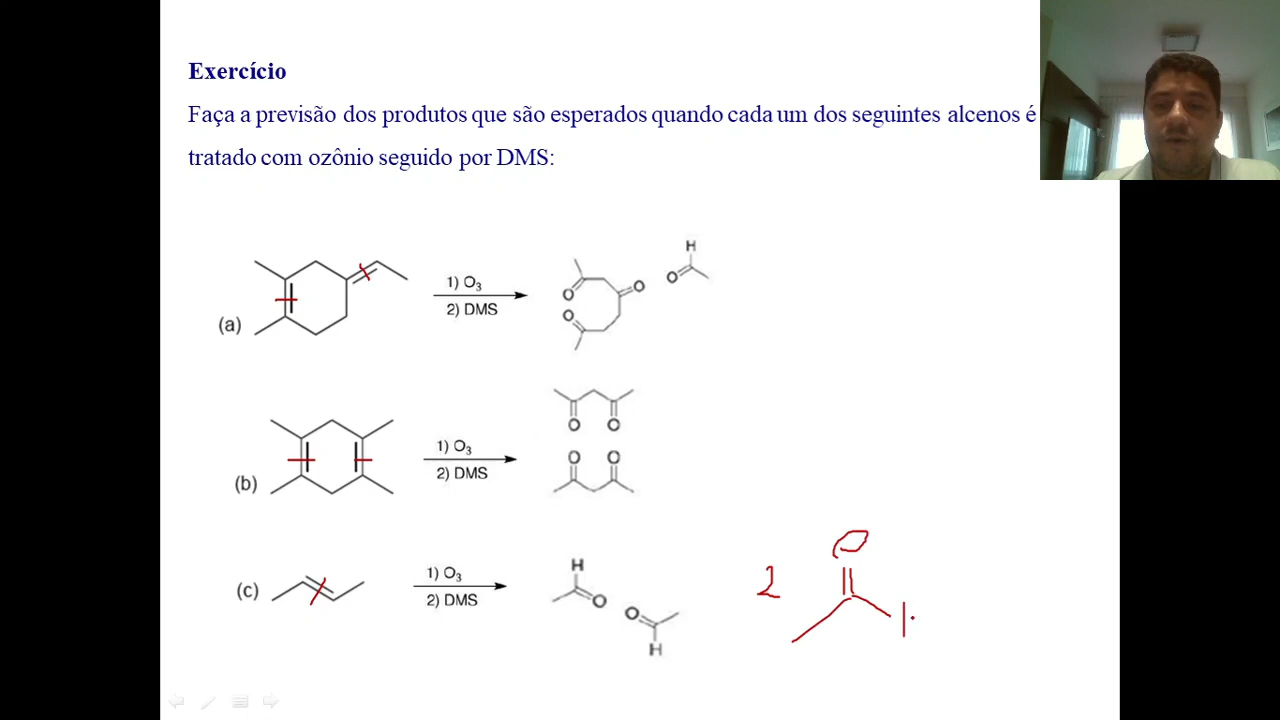 Exercício
Faça a previsão dos produtos que são esperados quando cada um dos seguintes alcenos é
tratado com ozônio seguido por DMS:
(a)
1) O3
2) DMS
O
O
O
H
O
(b)
1) O3
2) DMS
O O
O O
(c)
1) O3
2) DMS
H
O
O
H
2
O